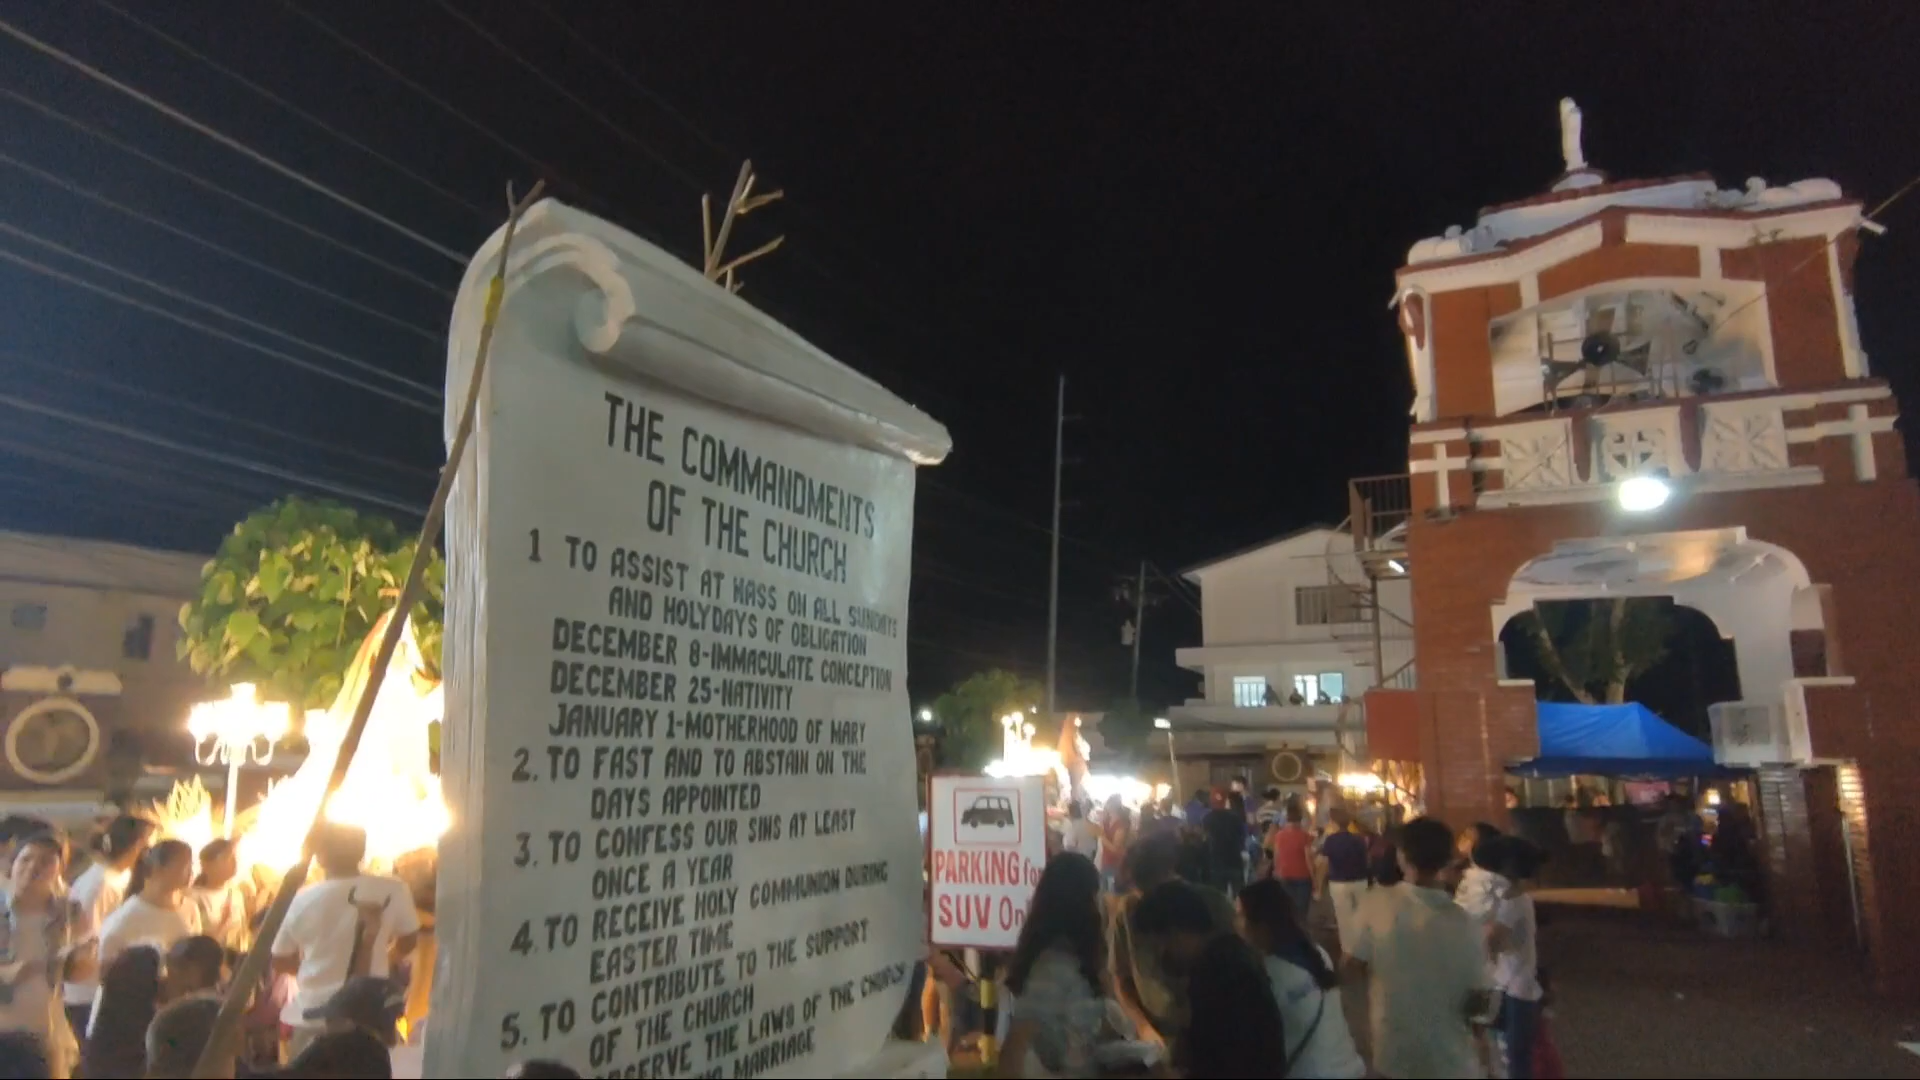 THE COMMANDMENTS
OF THE CHURCH
1 TO ASSIST AT MASS ON ALL SUNDAYS
AND HOLYDAYS OF OBLIGATION
DECEMBER 8-IMMACULATE CONCEPTION
DECEMBER 25-NATIVITY
JANUARY 1-MOTHERHOOD OF MARY
2. TO FAST AND TO ABSTAIN ON THE
DAYS APPOINTED
3. TO CONFESS OUR SINS AT LEAST
ONCE A YEAR
4. TO RECEIVE HOLY COMMUNION DURING
EASTER TIME
5. TO CONTRIBUTE TO THE SUPPORT
OF THE CHURCH
THE LAWS OF THE CHURCH
MARRIAGE
PARKING for
SUV